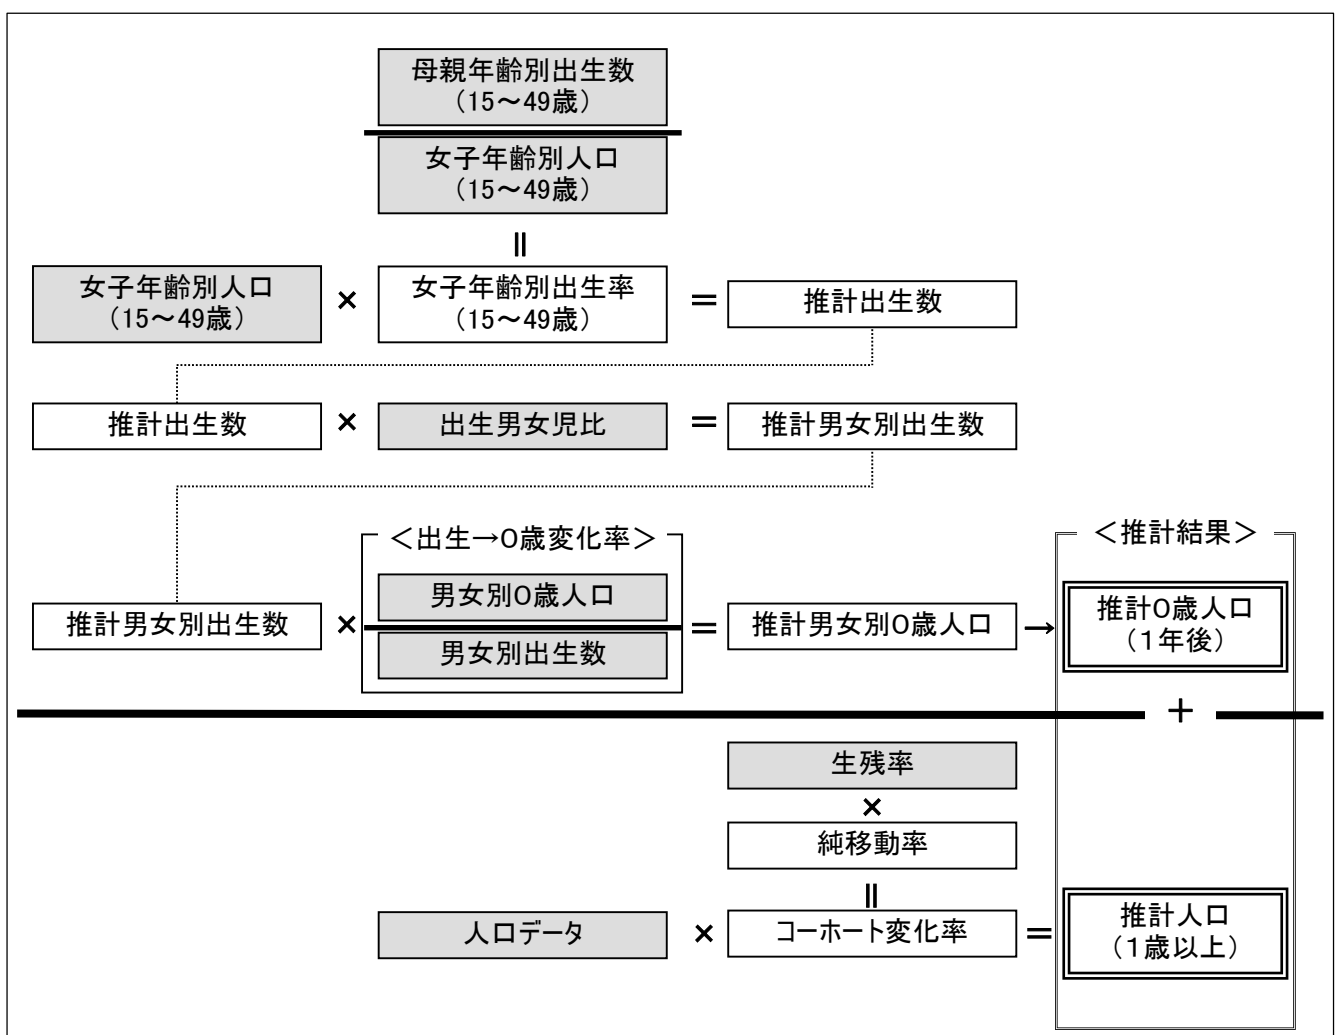 母親年齢別出生数
（15～49歳）
女子年齢別人口
（15～49歳）
＝
女子年齢別人口
（15～49歳）
×
女子年齢別出生率
（15～49歳）
＝
推計出生数
推計出生数
×
出生男女児比
＝
推計男女別出生数
＜出生→0歳変化率＞
＜推計結果＞
推計男女別出生数
×
男女別0歳人口
男女別出生数
＝
推計男女別0歳人口
→
推計0歳人口
（1年後）
＋
生残率
×
純移動率
＝
人口データ
×
コーホート変化率
＝
推計人口
（1歳以上）